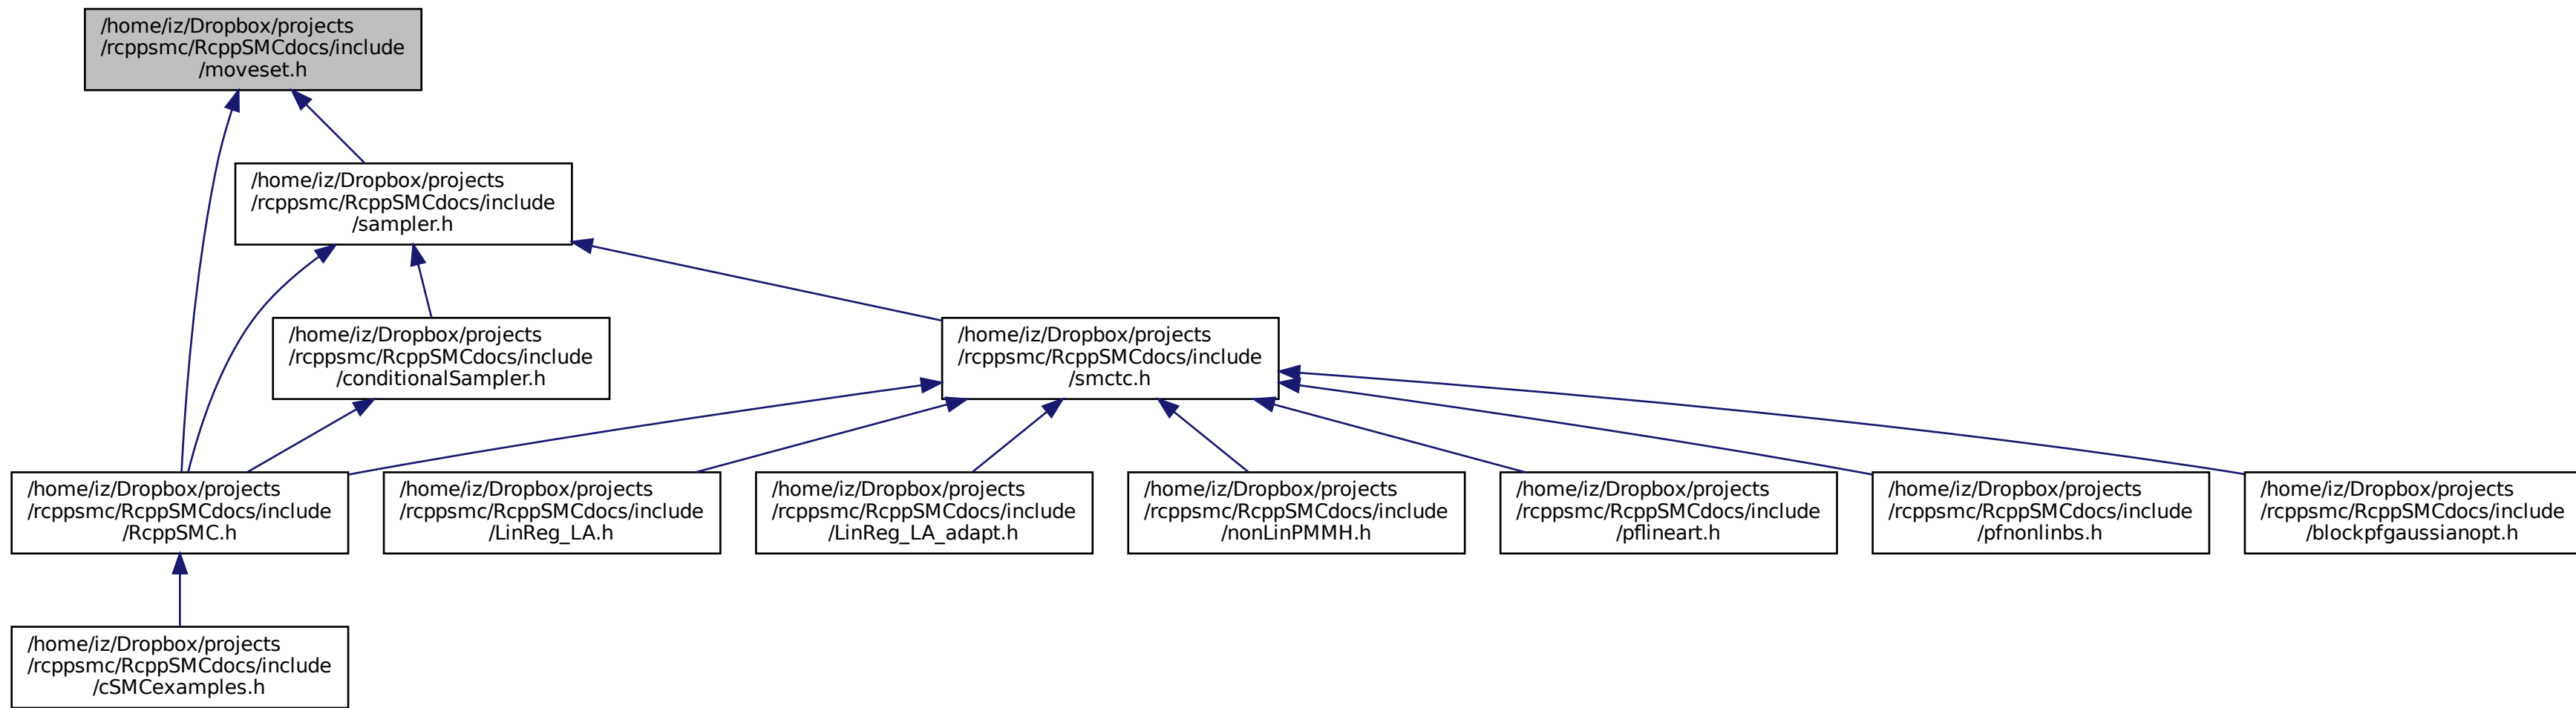 /home/iz/Dropbox/projects
/rcppsmc/RcppSMCdocs/include
/moveset.h
/home/iz/Dropbox/projects
/rcppsmc/RcppSMCdocs/include
/sampler.h
/home/iz/Dropbox/projects
/rcppsmc/RcppSMCdocs/include
/conditionalSampler.h
/home/iz/Dropbox/projects
/rcppsmc/RcppSMCdocs/include
/smctc.h
/home/iz/Dropbox/projects
/rcppsmc/RcppSMCdocs/include
/RcppSMC.h
/home/iz/Dropbox/projects
/rcppsmc/RcppSMCdocs/include
/LinReg_LA.h
/home/iz/Dropbox/projects
/rcppsmc/RcppSMCdocs/include
/LinReg_LA_adapt.h
/home/iz/Dropbox/projects
/rcppsmc/RcppSMCdocs/include
/nonLinPMMH.h
/home/iz/Dropbox/projects
/rcppsmc/RcppSMCdocs/include
/pflineart.h
/home/iz/Dropbox/projects
/rcppsmc/RcppSMCdocs/include
/pfnonlinbs.h
/home/iz/Dropbox/projects
/rcppsmc/RcppSMCdocs/include
/blockpfgaussianopt.h
/home/iz/Dropbox/projects
/rcppsmc/RcppSMCdocs/include
/cSMCexamples.h